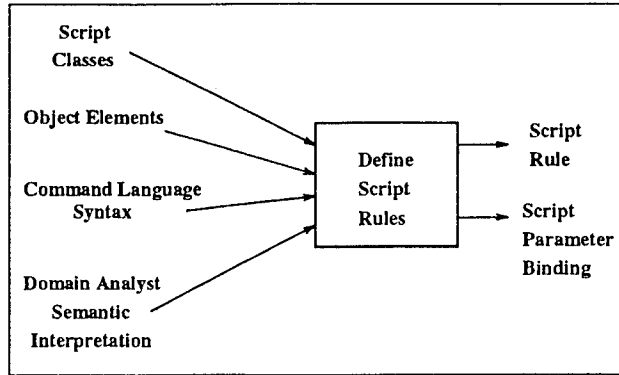 Script
Classes
Object Elements
Command Language
Syntax
Domain Analyst
Semantic
Interpretation
Define
Script
Rules
Script
Rule
Script
Parameter
Binding